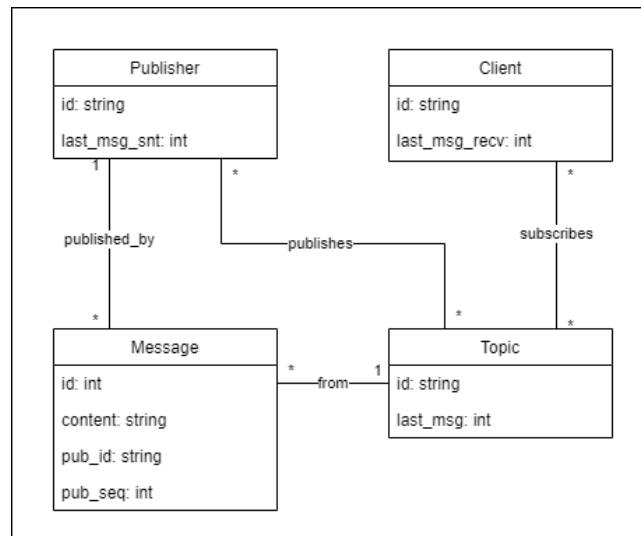 Publisher
id: string
last_msg_snt: int
Client
id: string
last_msg_recv: int
1
*
*
published_by
publishes
subscribes
*
*
*
Message
id: int
content: string
pub_id: string
pub_seq: int
*
from
1
Topic
id: string
last_msg: int